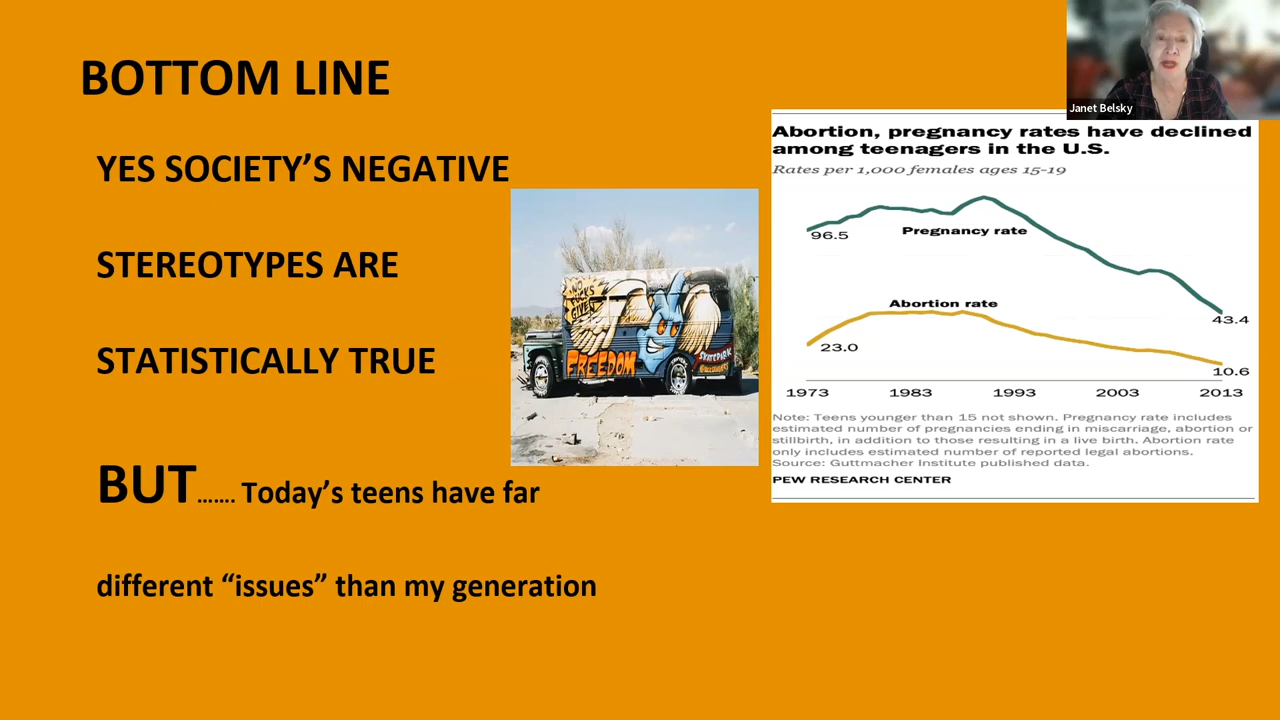 BOTTOM LINE
YES SOCIETY’S NEGATIVE
STEREOTYPES ARE
STATISTICALLY TRUE
BUT....... Today’s teens have far
different “issues” than my generation
FREEDOM
SKATEPARK
Janet Belsky
Abortion, pregnancy rates have declined
among teenagers in the U.S.
Rates per 1,000 females ages 15-19
96.5
Pregnancy rate
43.4
Abortion rate
23.0
10.6
1973 1983 1993 2003 2013
Note: Teens younger than 15 not shown. Pregnancy rate includes
estimated number of pregnancies ending in miscarriage, abortion or
stillbirth, in addition to those resulting in a live birth. Abortion rate
only includes estimated number of reported legal abortions.
Source: Guttmacher Institute published data.
PEW RESEARCH CENTER